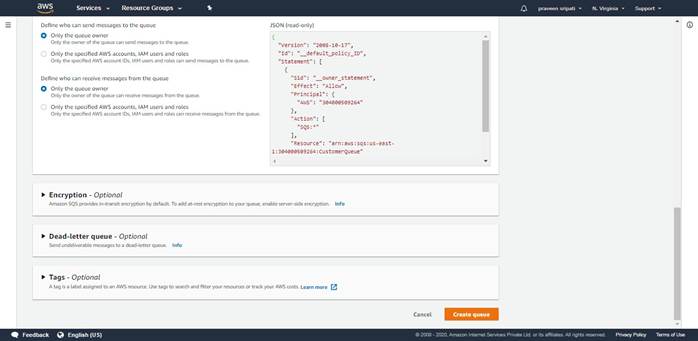 aws
Services
Resource Groups
praveen sripati
N. Virginia
Support
Define who can send messages to the queue
Only the queue owner
Only the owner of the queue can send messages to the queue.
Only the specified AWS accounts, IAM users and roles
Only the specified AWS account IDs, IAM users and roles can send messages to the queue.
Define who can receive messages from the queue
Only the queue owner
Only the owner of the queue can receive messages from the queue.
Only the specified AWS accounts, IAM users and roles
Only the specified AWS account IDs, IAM users and roles can receive messages from the queue.
JSON (read-only)
{
"Version": "2008-10-17",
"Id": "__default_policy_ID",
"Statement": [
{
"Sid": "__owner_statement",
"Effect": "Allow",
"Principal": {
"AWS": "304000509264"
},
"Action": [
"SQS:*"
],
"Resource": "arn:aws:sqs:us-east-
1:304000509264:CustomerQueue"
Encryption - Optional
Amazon SQS provides in-transit encryption by default. To add at-rest encryption to your queue, enable server-side encryption. Info
Dead-letter queue - Optional
Send undeliverable messages to a dead-letter queue. Info
Tags - Optional
A tag is a label assigned to an AWS resource. Use tags to search and filter your resources or track your AWS costs. Learn more
Cancel
Create queue
Feedback
English (US)
© 2008 - 2020, Amazon Internet Services Private Ltd. or its affiliates. All rights reserved.
Privacy Policy
Terms of Use